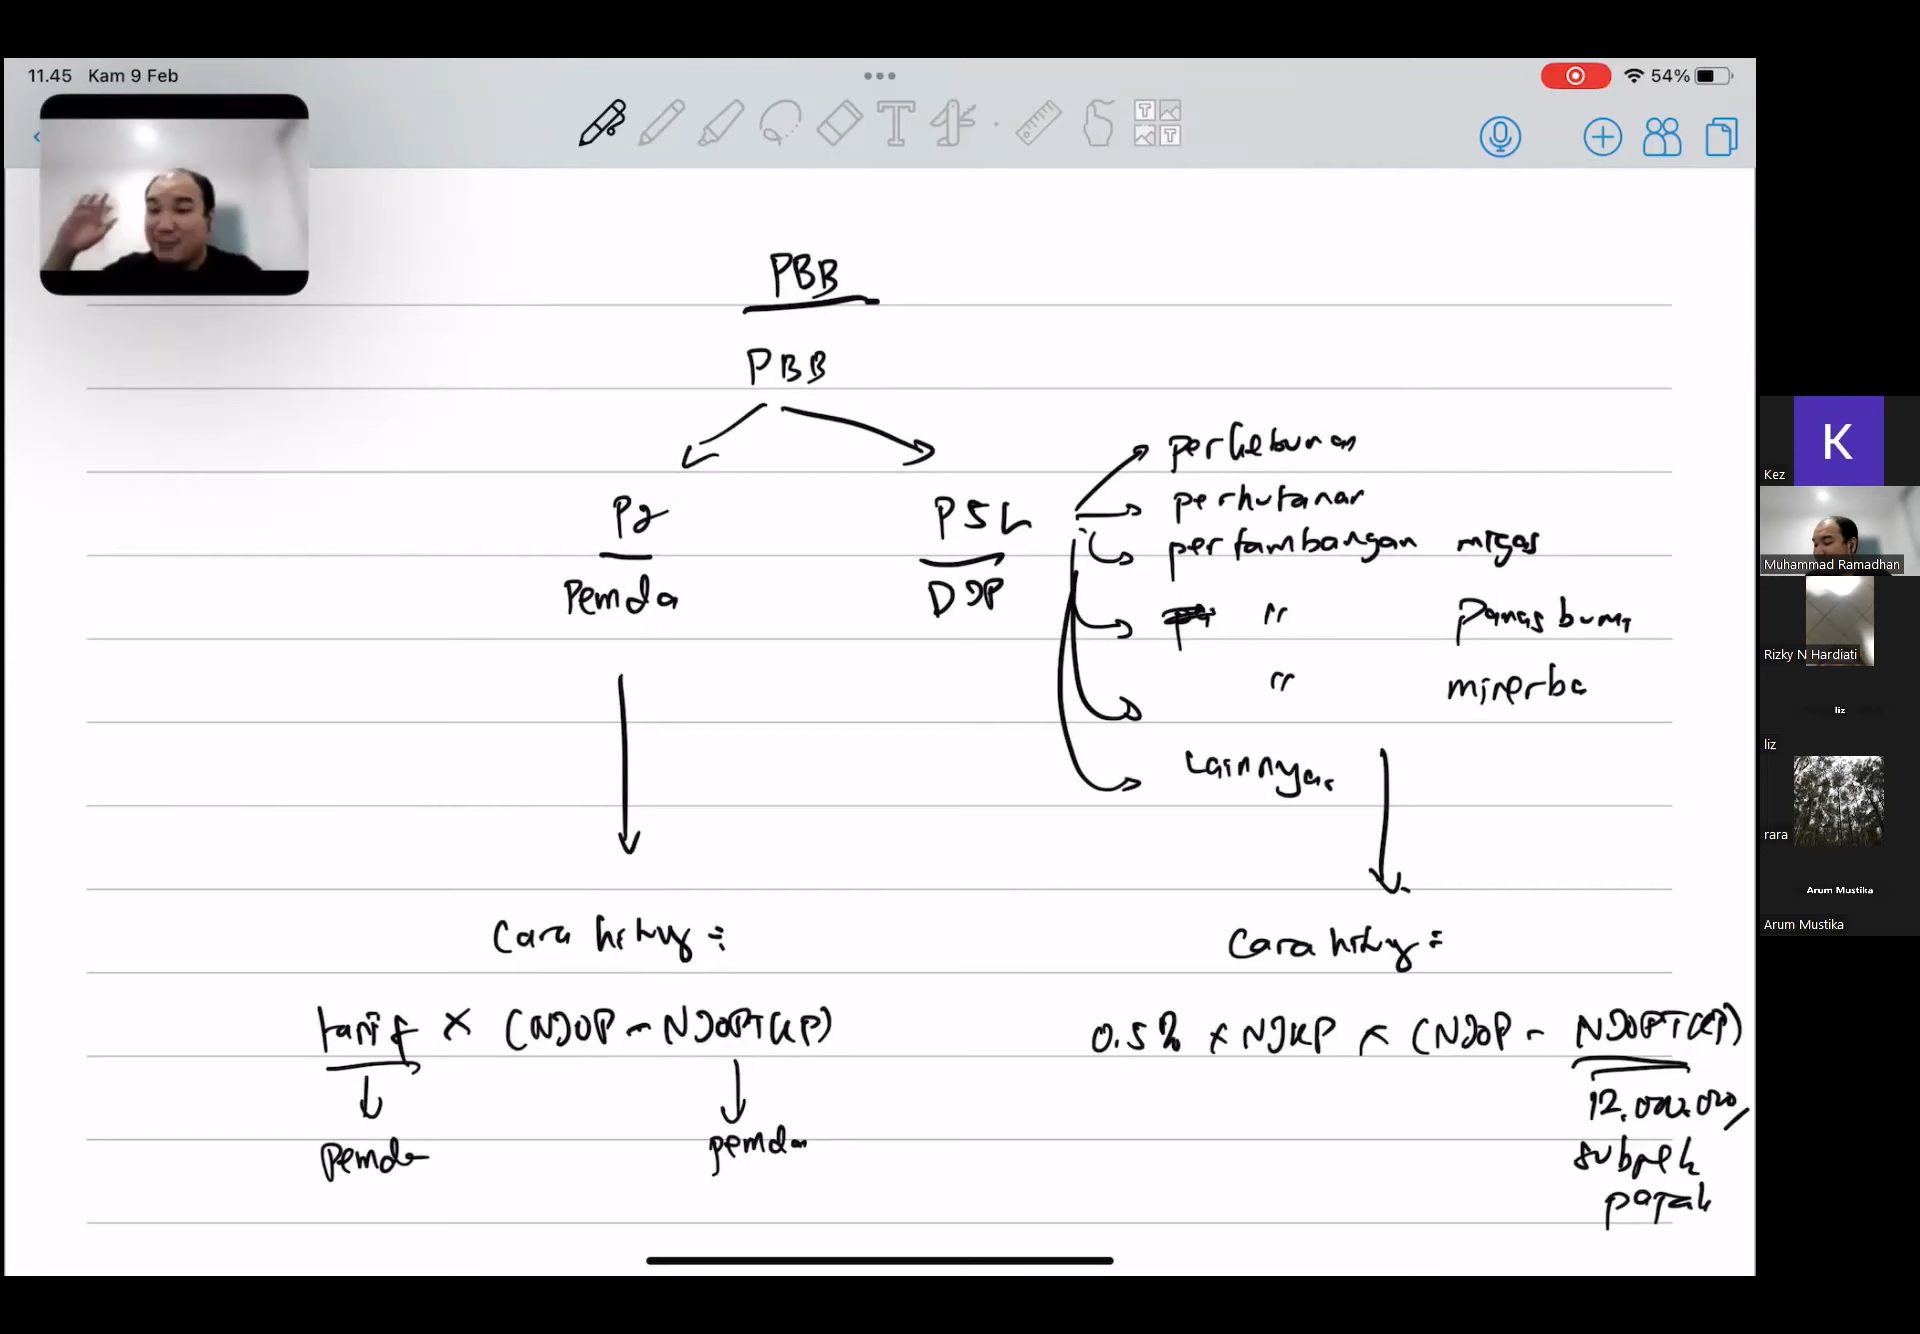 11.45 Kam 9 Feb
54%
PBB
PBB
P2
Pemda
P5L
DJP
perkebunan
perhutanan
pertambangan migas
" panas bumi
" minerba
Lainnya
Cara hitung :
tarif x (NJOP - NJOPTKP)
pemda
pemda
Cara hitung :
0.5% x NJKP x (NJOP - NJOPTKP)
12.000.000/
subjek
pajak
K
Kez
Muhammad Ramadhan
Rizky N Hardiati
liz
liz
rara
Arum Mustika
Arum Mustika